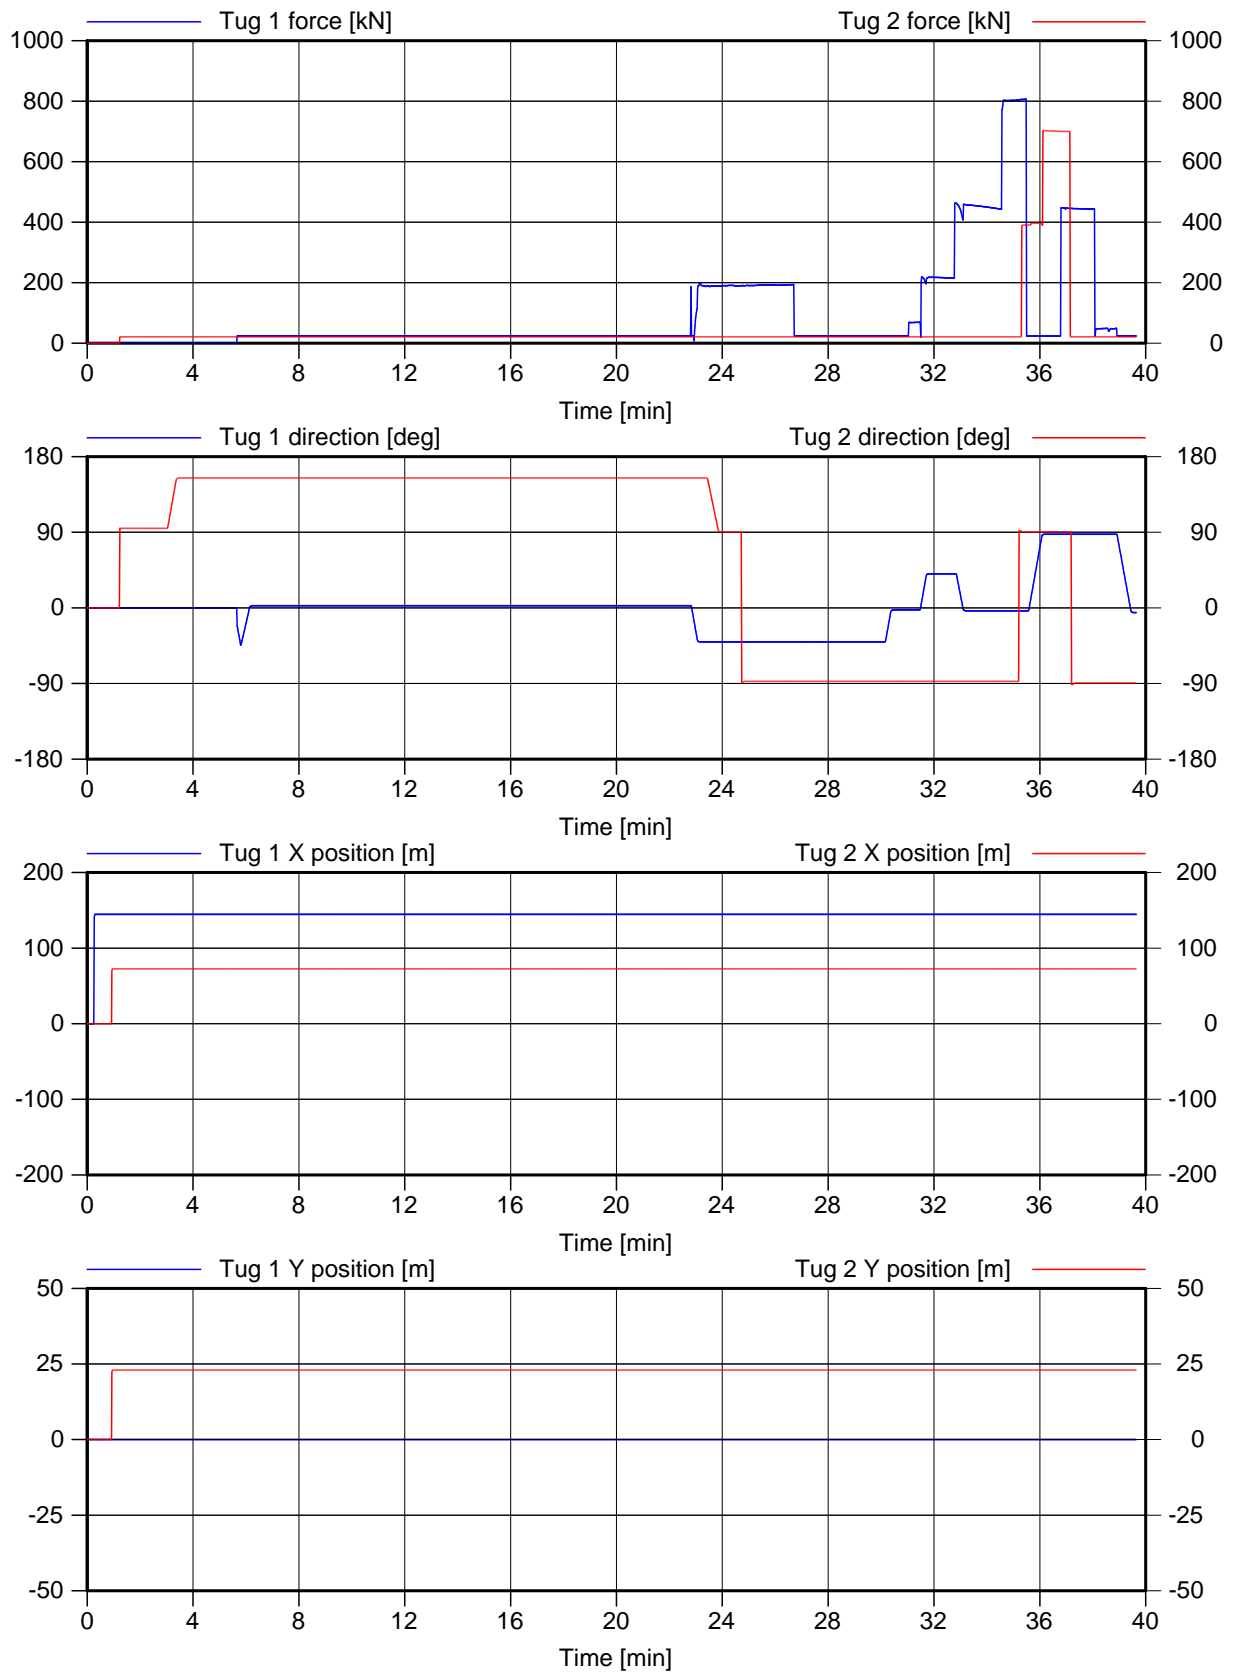 Tug 1 force [kN] Tug 2 force [kN]
1000 1000
800 800
600 600
400 400
200 200
0 0
0 4 8 12 16 20 24 28 32 36 40
Time [min]
Tug 1 direction [deg] Tug 2 direction [deg]
180 180
90 90
0 0
-90 -90
-180 -180
0 4 8 12 16 20 24 28 32 36 40
Time [min]
Tug 1 X position [m] Tug 2 X position [m]
200 200
100 100
0 0
-100 -100
-200 -200
0 4 8 12 16 20 24 28 32 36 40
Time [min]
Tug 1 Y position [m] Tug 2 Y position [m]
50 50
25 25
0 0
-25 -25
-50 -50
0 4 8 12 16 20 24 28 32 36 40
Time [min]